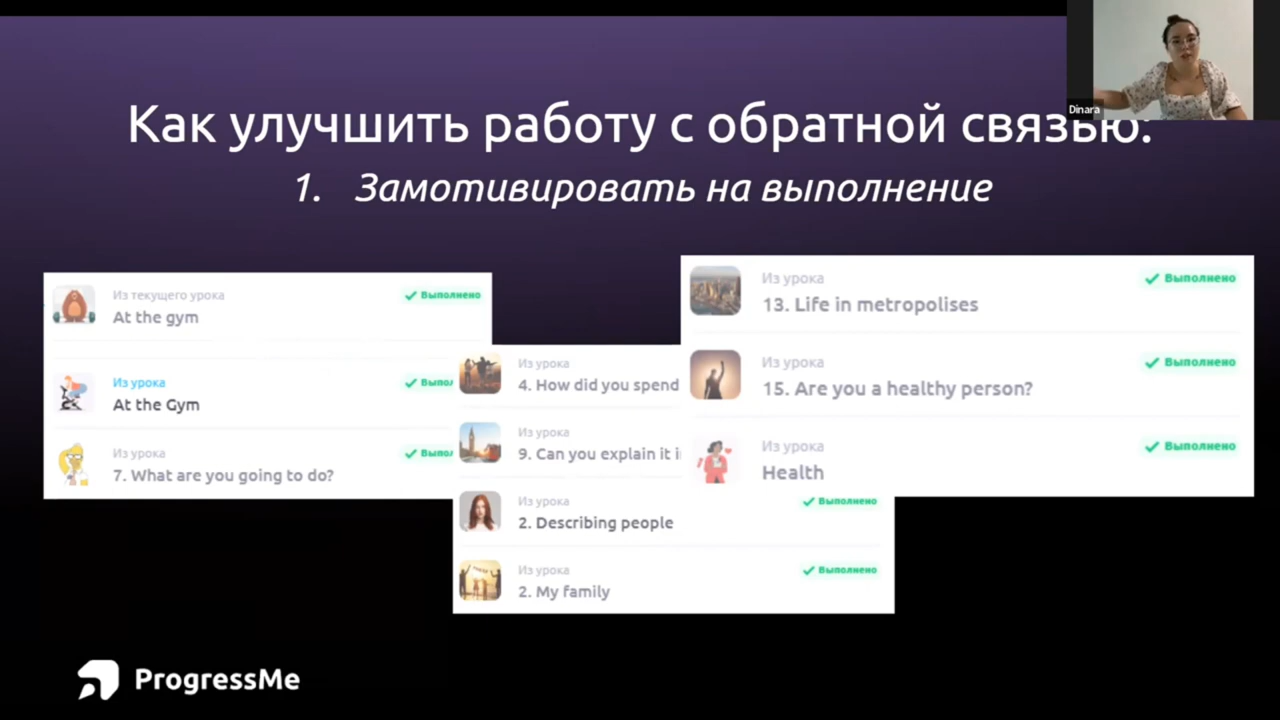 Dinara
Как улучшить работу с обратной связью:
1. Замотивировать на выполнение
Из текущего урока
Выполнено
At the gym
Из урока
At the Gym
Из урока
7. What are you going to do?
Из урока
4. How did you spend
Из урока
9. Can you explain it
Из урока
Выполнено
2. Describing people
Из урока
Выполнено
2. My family
Из урока
Выполнено
13. Life in metropolises
Из урока
Выполнено
15. Are you a healthy person?
Из урока
Выполнено
Health
ProgressMe